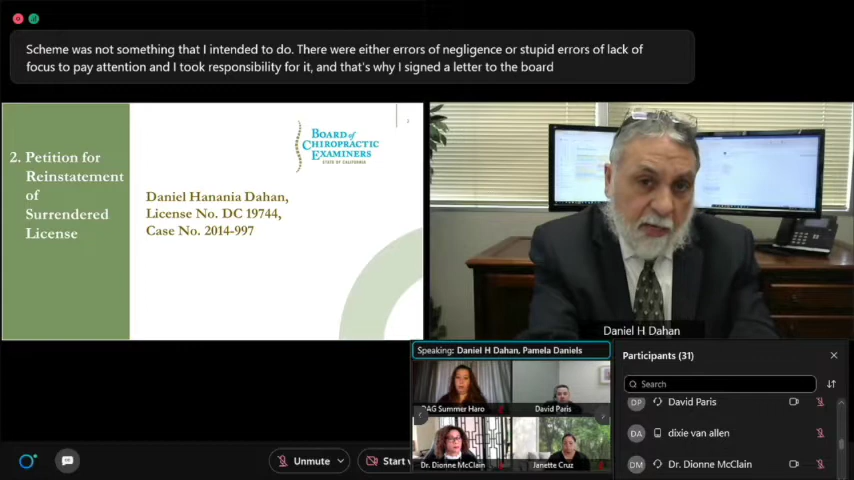 Scheme was not something that I intended to do. There were either errors of negligence or stupid errors of lack of
focus to pay attention and I took responsibility for it, and that's why I signed a letter to the board
2. Petition for
Reinstatement
of
Surrendered
License
BOARD of
CHIROPRACTIC
EXAMINERS
STATE OF CALIFORNIA
2
Daniel Hanania Dahan,
License No. DC 19744,
Case No. 2014-997
Daniel H Dahan
Speaking: Daniel H Dahan, Pamela Daniels
DAG Summer Haro
David Paris
Dr. Dionne McClain
Janette Cruz
Participants (31)
Search
DP David Paris
DA dixie van allen
DM Dr. Dionne McClain
Unmute
Start v